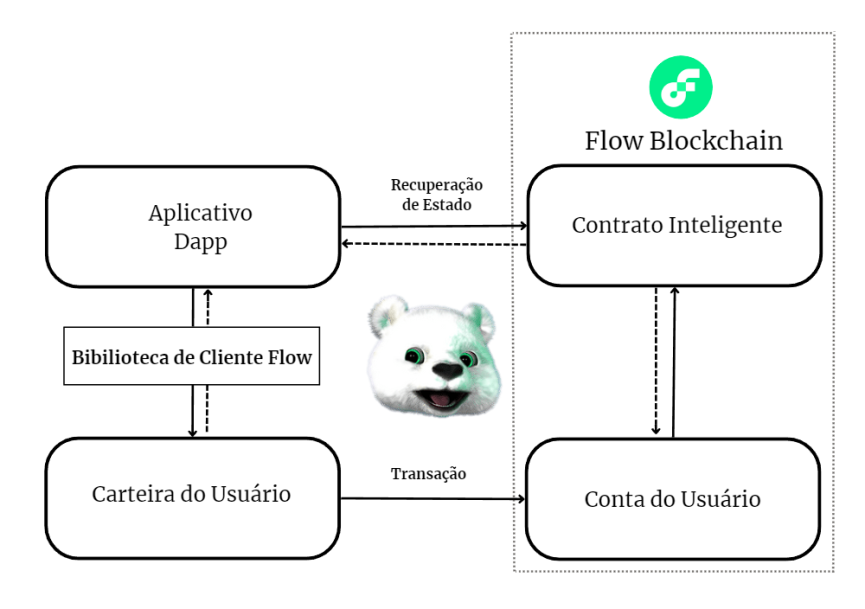 Flow Blockchain
Recuperação
de Estado
Aplicativo
Dapp
Contrato Inteligente
Bibilioteca de Cliente Flow
Transação
Carteira do Usuário
Conta do Usuário